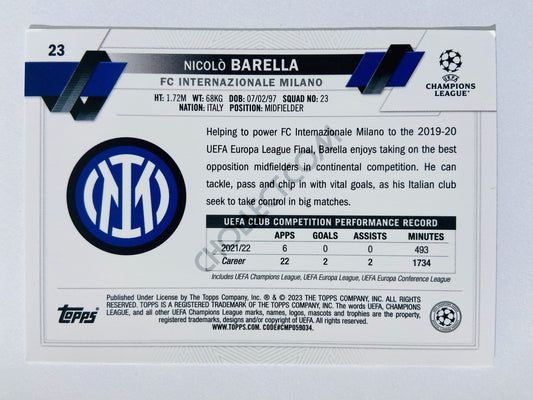 23
NICOLÒ BARELLA
FC INTERNAZIONALE MILANO
HT: 1.72M WT: 68KG DOB: 07/02/97 SQUAD NO: 23
NATION: ITALY POSITION: MIDFIELDER
UEFA
CHAMPIONS
LEAGUE
Helping to power FC Internazionale Milano to the 2019-20
UEFA Europa League Final, Barella enjoys taking on the best
opposition midfielders in continental competition. He can
tackle, pass and chip in with vital goals, as his Italian club
seek to take control in big matches.
UEFA CLUB COMPETITION PERFORMANCE RECORD
APPS GOALS ASSISTS MINUTES
2021/22 6 0 0 493
Career 22 2 2 1734
Includes UEFA Champions League, UEFA Europa League, UEFA Europa Conference League
Topps
Published Under License by The Topps Company, Inc. ® & © 2023 THE TOPPS COMPANY, INC. ALL RIGHTS
RESERVED. TOPPS IS A REGISTERED TRADEMARK OF THE TOPPS COMPANY, INC. The words UEFA, CHAMPIONS
LEAGUE, and all other UEFA Champions League marks, names, logos, mascots and trophies are the property,
registered trademarks, designs and/or copyright of UEFA. All rights reserved.
WWW.TOPPS.COM. CODE#CMP059034.
CHOLLECT.COM